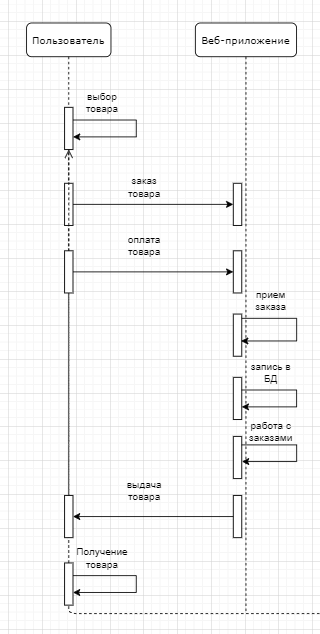 Пользователь
Веб-приложение
выбор
товара
заказ
товара
оплата
товара
прием
заказа
запись в
БД
работа с
заказами
выдача
товара
Получение
товара